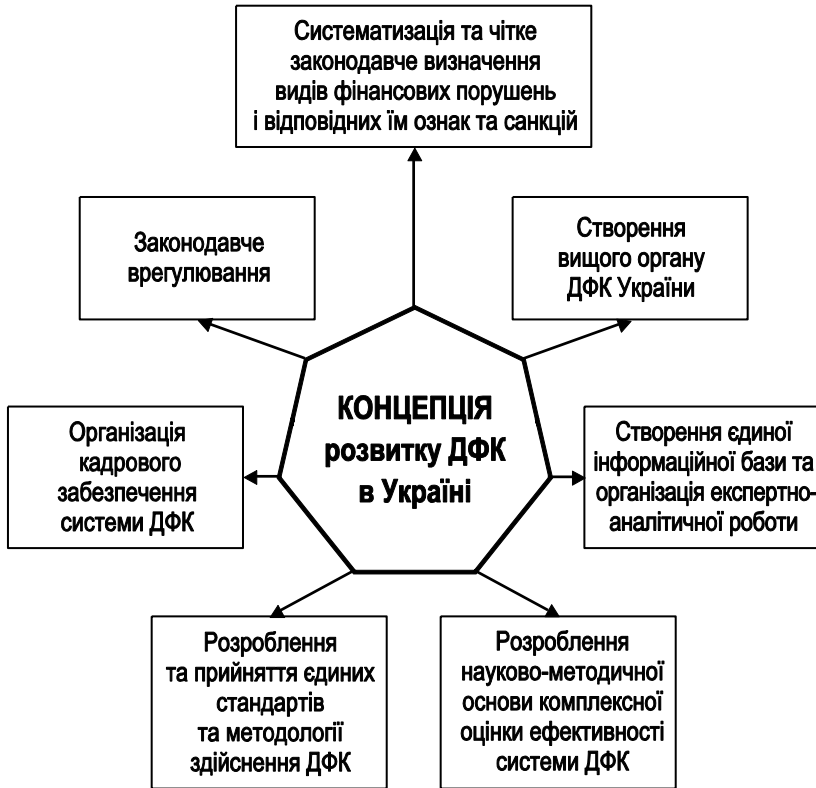 Систематизація та чітке
законодавче визначення
видів фінансових порушень
і відповідних їм ознак та санкцій
Законодавче
врегулювання
Створення
вищого органу
ДФК України
КОНЦЕПЦІЯ
розвитку ДФК
в Україні
Організація
кадрового
забезпечення
системи ДФК
Створення єдиної
інформаційної бази та
організація експертно-
аналітичної роботи
Розроблення
та прийняття єдиних
стандартів
та методології
здійснення ДФК
Розроблення
науково-методичної
основи комплексної
оцінки ефективності
системи ДФК